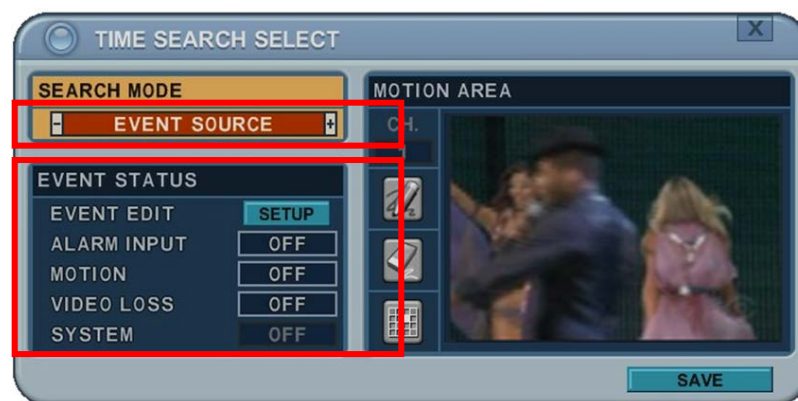 TIME SEARCH SELECT
X
SEARCH MODE
- EVENT SOURCE +
EVENT STATUS
EVENT EDIT SETUP
ALARM INPUT OFF
MOTION OFF
VIDEO LOSS OFF
SYSTEM OFF
MOTION AREA
CH.
SAVE